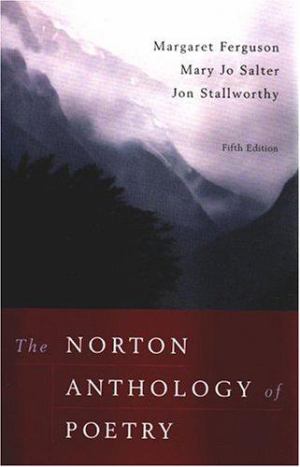 Margaret Ferguson
Mary Jo Salter
Jon Stallworthy
Fifth Edition
The NORTON
ANTHOLOGY of
POETRY